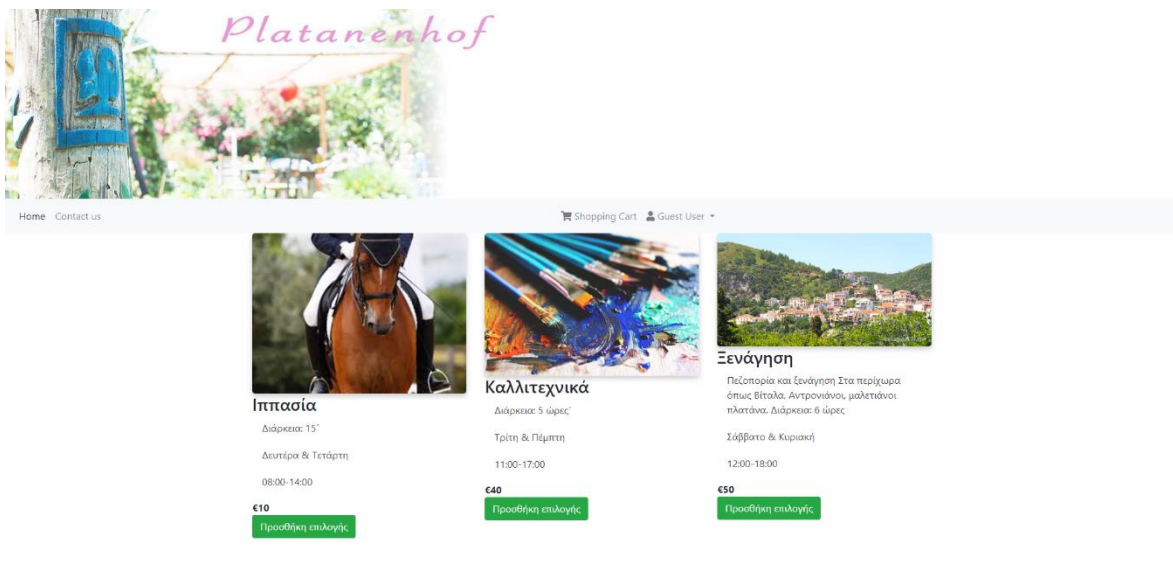 Platanenhof
Home Contact us Shopping Cart Guest User
Ιππασία
Διάρκεια: 15΄
Δευτέρα & Τετάρτη
08:00-14:00
€10
Προσθήκη επιλογής
Καλλιτεχνικά
Διάρκεια: 5 ώρες΄
Τρίτη & Πέμπτη
11:00-17:00
€40
Προσθήκη επιλογής
Ξενάγηση
Πεζοπορία και ξενάγηση Στα περίχωρα
όπως Βίταλα, Αντρονιάνοι, μαλετιάνοι
πλατάνα. Διάρκεια: 6 ώρες
Σάββατο & Κυριακή
12:00-18:00
€50
Προσθήκη επιλογής